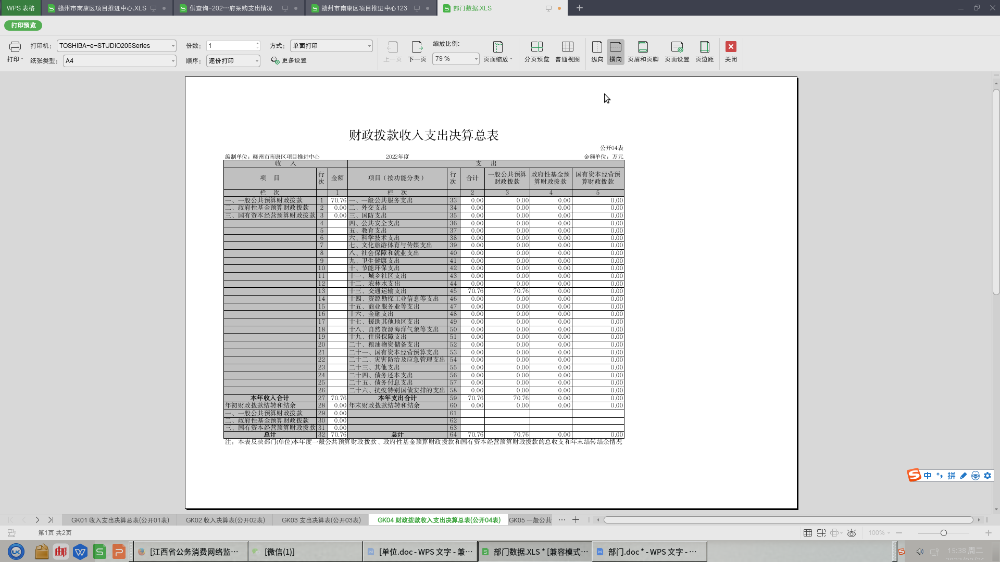 WPS 表格 赣州市南康区项目推进中心.XLS 供查询-202···府采购支出情况 赣州市南康区项目推进中心123 部门数据.XLS
打印预览
打印机: TOSHIBA-e-STUDIO205Series 份数: 1 方式: 单面打印 缩放比例:
打印 纸张类型: A4 顺序: 逐份打印 更多设置 上一页 下一页 79 % 页面缩放 分页预览 普通视图 纵向 横向 页眉和页脚 页面设置 页边距 关闭
财政拨款收入支出决算总表
公开04表
编制单位：赣州市南康区项目推进中心 2022年度 金额单位：万元
收 入 支 出
项 目 行次 金额 项目（按功能分类） 行次 合计 一般公共预算财政拨款 政府性基金预算财政拨款 国有资本经营预算财政拨款
栏 次 1 栏 次 2 3 4 5
一、一般公共预算财政拨款 1 70.76 一、一般公共服务支出 33 0.00 0.00 0.00 0.00
二、政府性基金预算财政拨款 2 0.00 二、外交支出 34 0.00 0.00 0.00 0.00
三、国有资本经营预算财政拨款 3 0.00 三、国防支出 35 0.00 0.00 0.00 0.00
4 四、公共安全支出 36 0.00 0.00 0.00 0.00
5 五、教育支出 37 0.00 0.00 0.00 0.00
6 六、科学技术支出 38 0.00 0.00 0.00 0.00
7 七、文化旅游体育与传媒支出 39 0.00 0.00 0.00 0.00
8 八、社会保障和就业支出 40 0.00 0.00 0.00 0.00
9 九、卫生健康支出 41 0.00 0.00 0.00 0.00
10 十、节能环保支出 42 0.00 0.00 0.00 0.00
11 十一、城乡社区支出 43 0.00 0.00 0.00 0.00
12 十二、农林水支出 44 0.00 0.00 0.00 0.00
13 十三、交通运输支出 45 70.76 70.76 0.00 0.00
14 十四、资源勘探工业信息等支出 46 0.00 0.00 0.00 0.00
15 十五、商业服务业等支出 47 0.00 0.00 0.00 0.00
16 十六、金融支出 48 0.00 0.00 0.00 0.00
17 十七、援助其他地区支出 49 0.00 0.00 0.00 0.00
18 十八、自然资源海洋气象等支出 50 0.00 0.00 0.00 0.00
19 十九、住房保障支出 51 0.00 0.00 0.00 0.00
20 二十、粮油物资储备支出 52 0.00 0.00 0.00 0.00
21 二十一、国有资本经营预算支出 53 0.00 0.00 0.00 0.00
22 二十二、灾害防治及应急管理支出 54 0.00 0.00 0.00 0.00
23 二十三、其他支出 55 0.00 0.00 0.00 0.00
24 二十四、债务还本支出 56 0.00 0.00 0.00 0.00
25 二十五、债务付息支出 57 0.00 0.00 0.00 0.00
26 二十六、抗疫特别国债安排的支出 58 0.00 0.00 0.00 0.00
本年收入合计 27 70.76 本年支出合计 59 70.76 70.76 0.00 0.00
年初财政拨款结转和结余 28 0.00 年末财政拨款结转和结余 60 0.00 0.00 0.00 0.00
一、一般公共预算财政拨款 29 0.00 61
二、政府性基金预算财政拨款 30 0.00 62
三、国有资本经营预算财政拨款 31 0.00 63
总计 32 70.76 总计 64 70.76 70.76 0.00 0.00
注：本表反映部门(单位)本年度一般公共预算财政拨款、政府性基金预算财政拨款和国有资本经营预算财政拨款的总收支和年末结转结余情况
中 拼
GK01 收入支出决算总表(公开01表) GK02 收入决算表(公开02表) GK03 支出决算表(公开03表) GK04 财政拨款收入支出决算总表(公开04表) GK05 一般公共 ···
第1页 共2页 100%
UK 邮 [江西省公务消费网络监··· [微信(1)] [单位.doc - WPS 文字 - 兼··· 部门数据.XLS * [兼容模式··· 部门.doc * - WPS 文字 - ··· 15:38 周二